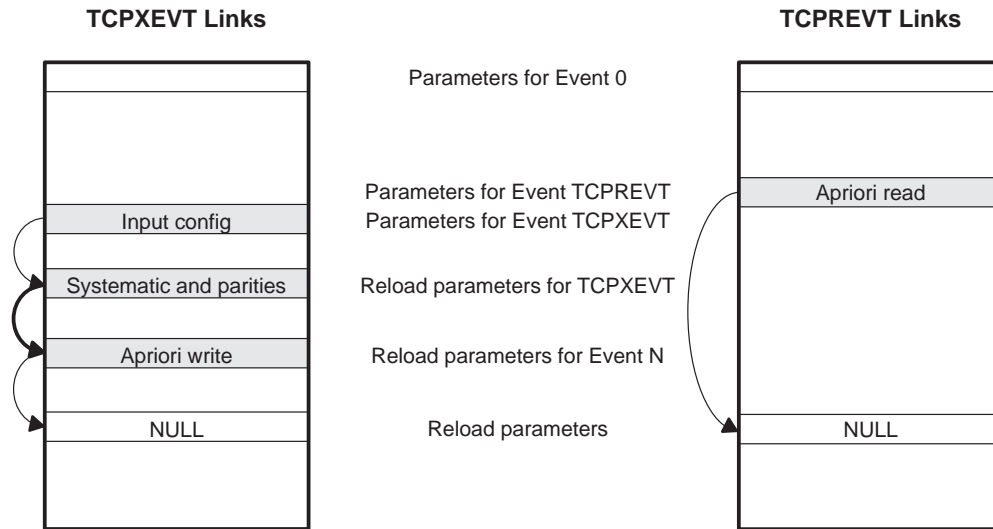 TCPXEVT Links
TCPREVT Links
Parameters for Event 0
Parameters for Event TCPREVT
Apriori read
Input config
Parameters for Event TCPXEVT
Systematic and parities
Reload parameters for TCPXEVT
Apriori write
Reload parameters for Event N
NULL
Reload parameters
NULL